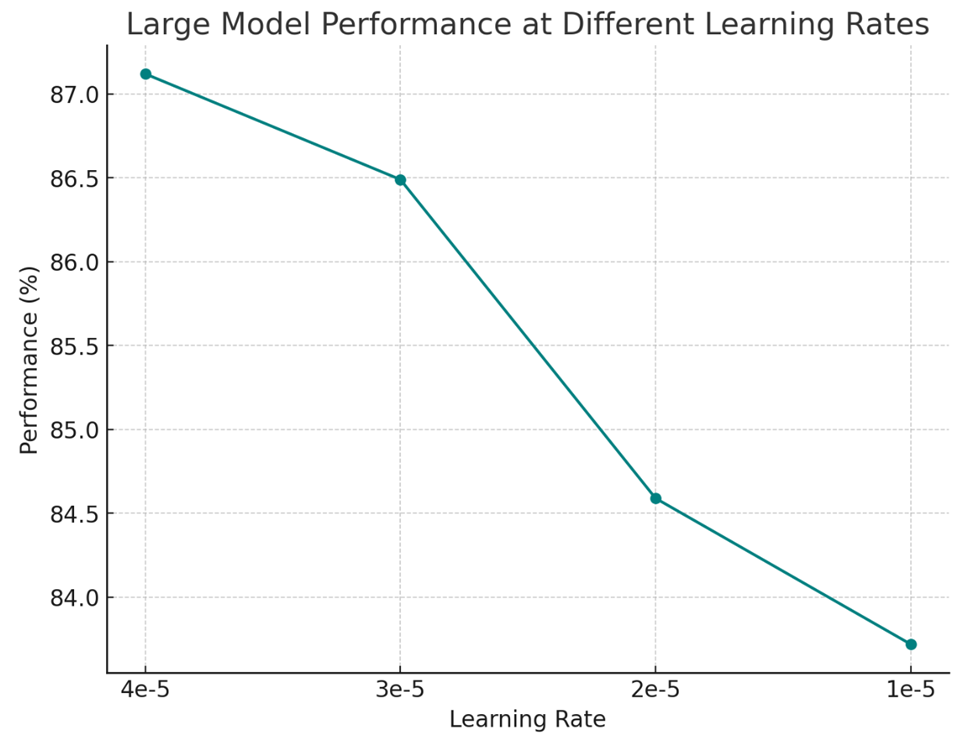 Large Model Performance at Different Learning Rates
87.0
86.5
86.0
85.5
85.0
84.5
84.0
Performance (%)
4e-5 3e-5 2e-5 1e-5
Learning Rate